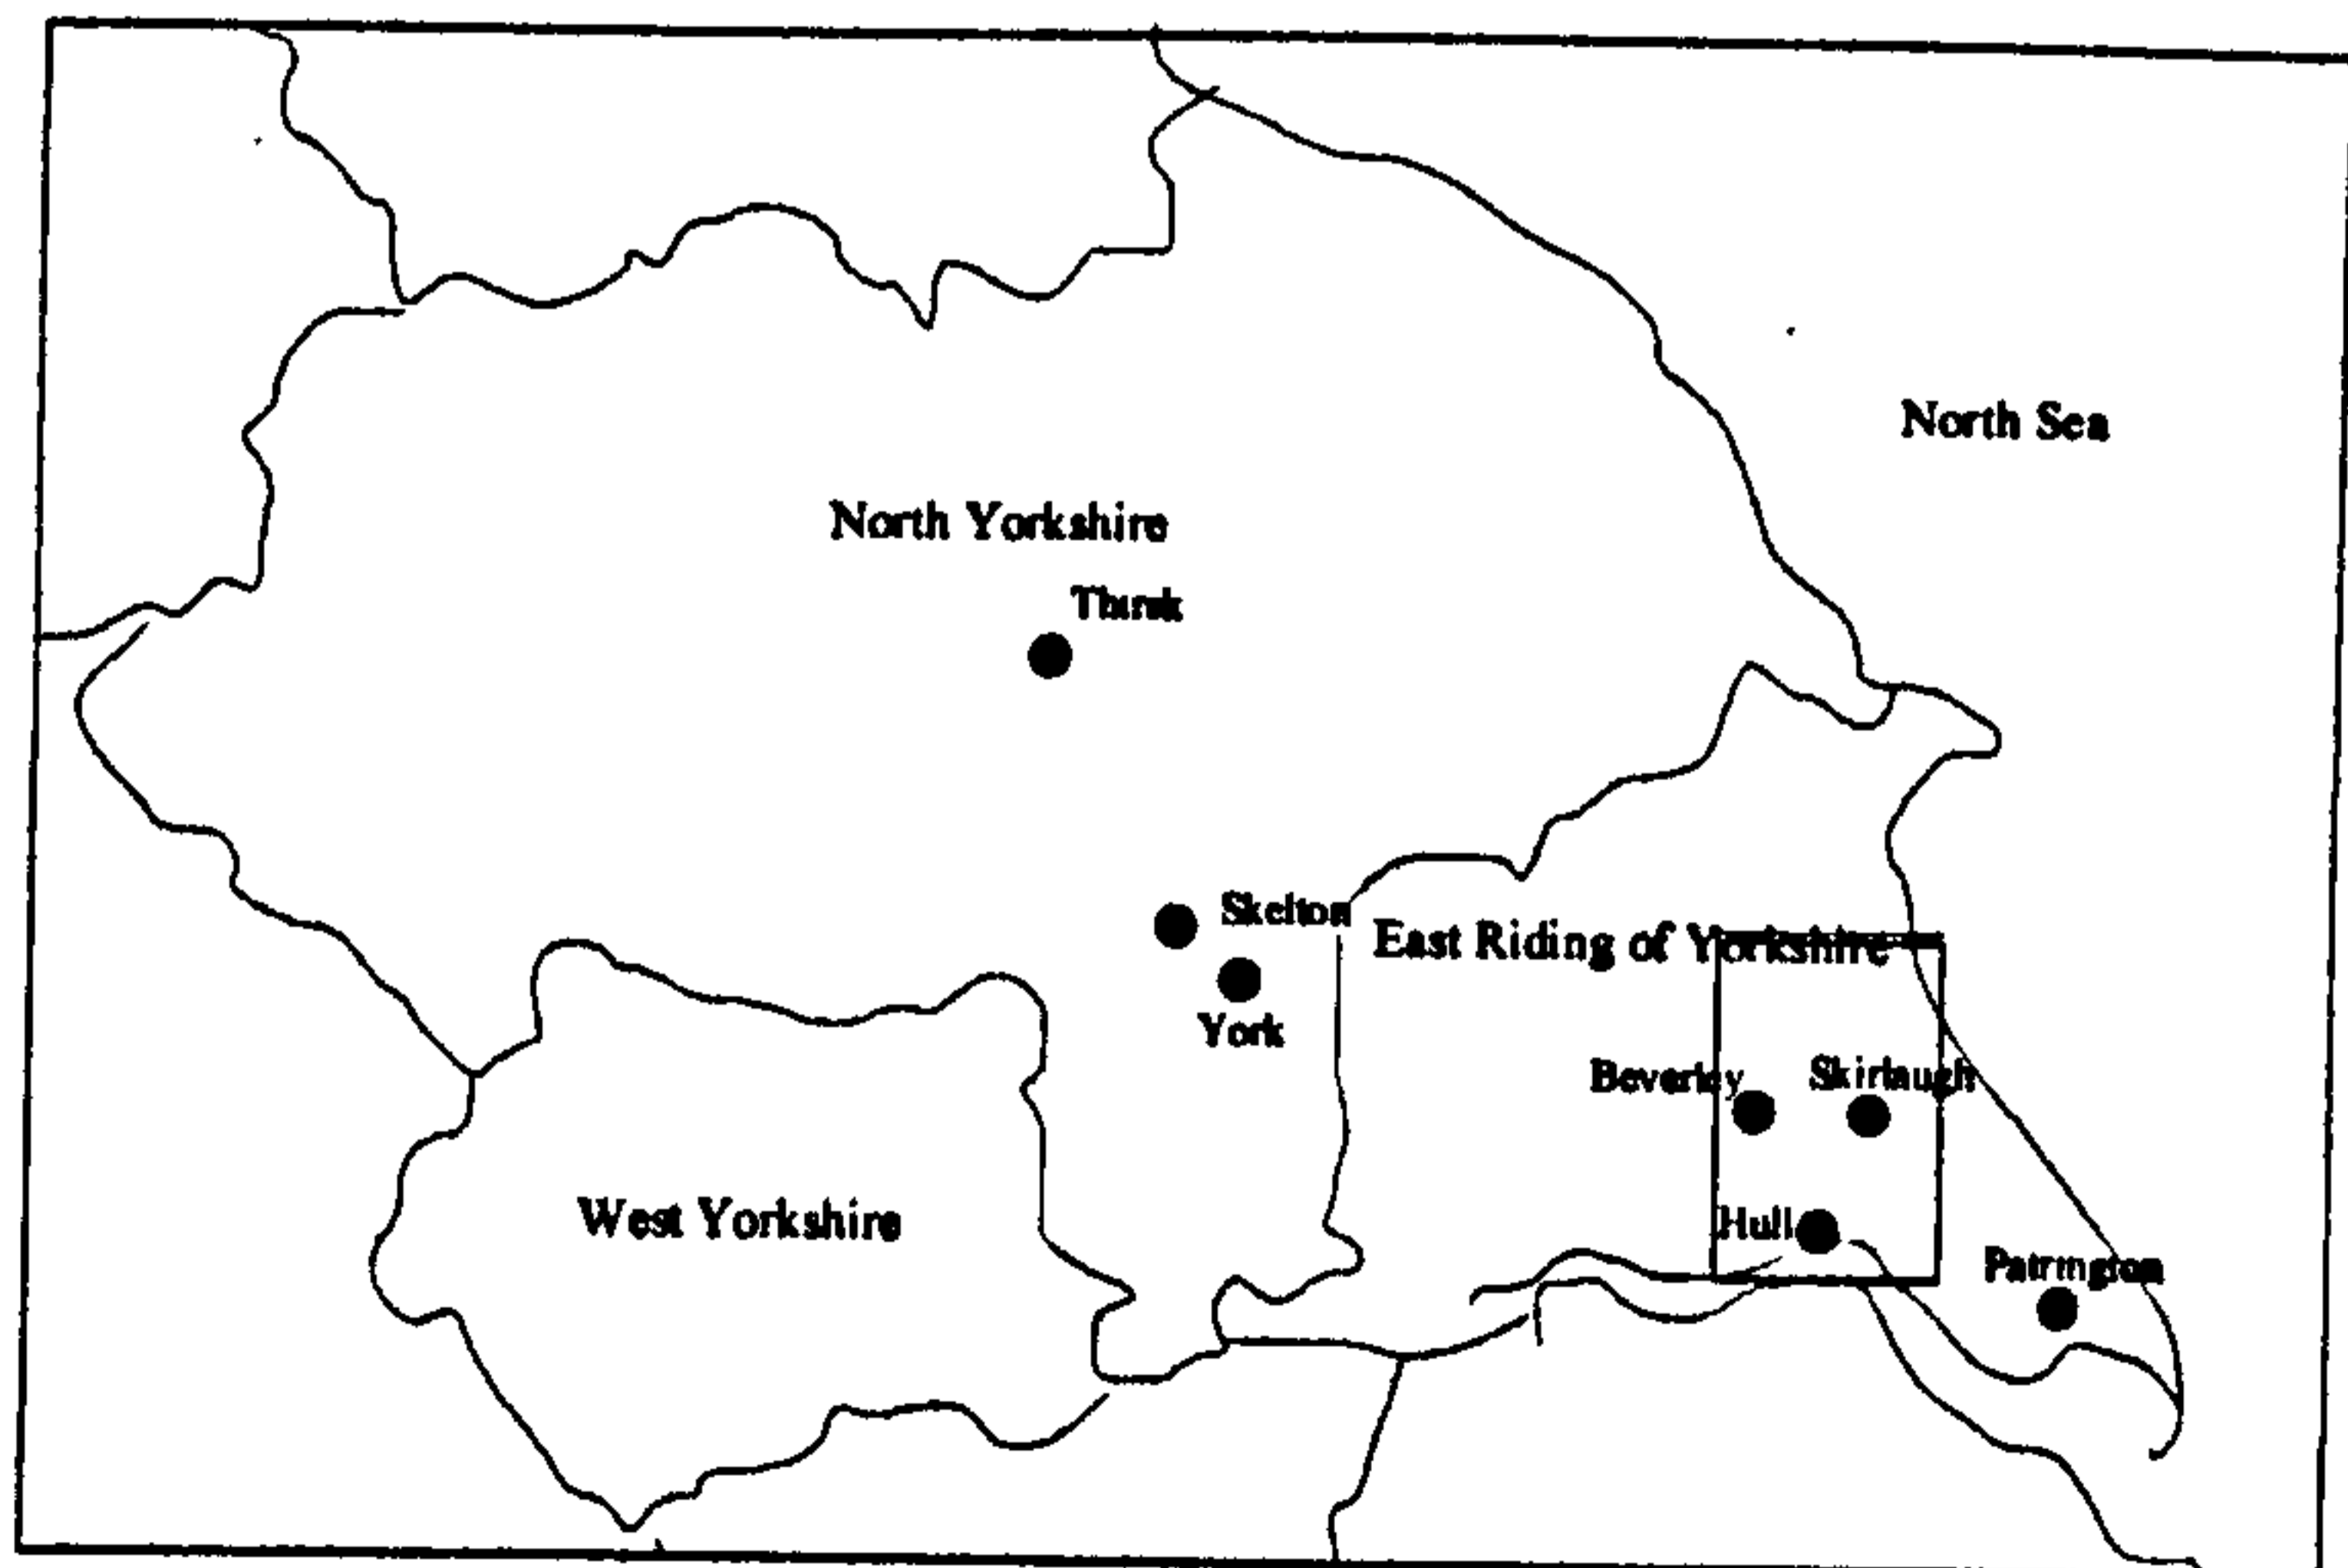 North Sea
North Yorkshire
Thirsk
Skelton
East Riding of Yorkshire
York
Beverley
Skirlaugh
West Yorkshire
Hull
Patrington